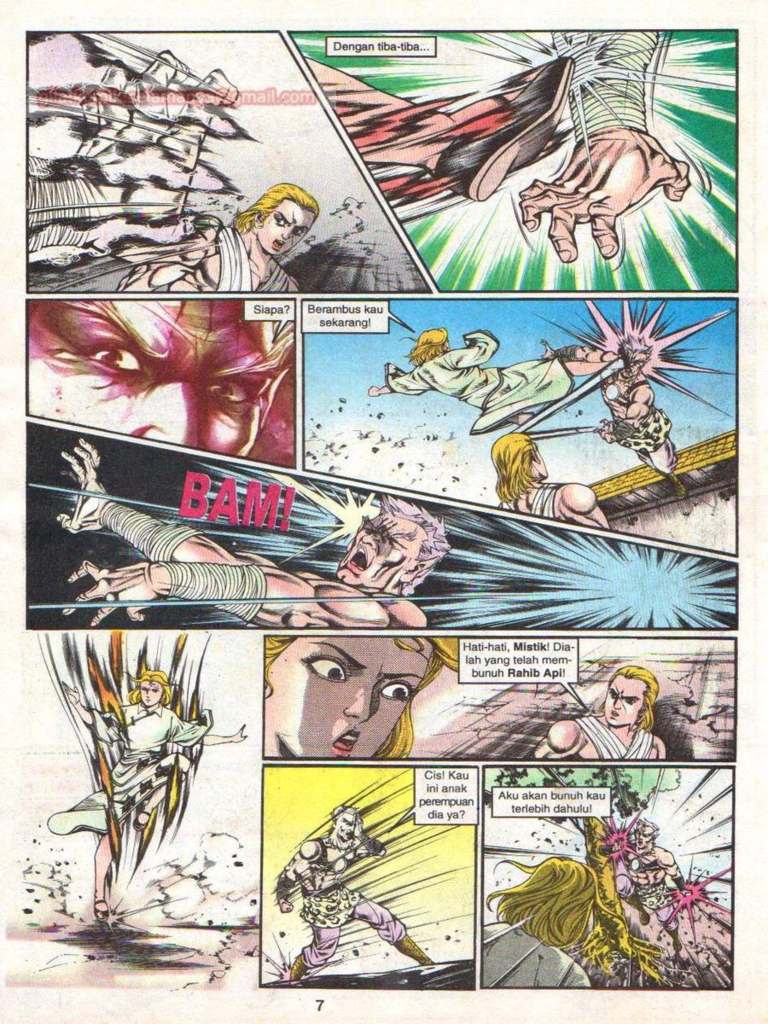 Dengan tiba-tiba...
Siapa?
Berambus kau
sekarang!
BAM!
Hati-hati, Mistik! Dia-
lah yang telah mem-
bunuh Rahib Api!
Cis! Kau
ini anak
perempuan
dia ya?
Aku akan bunuh kau
terlebih dahulu!
7